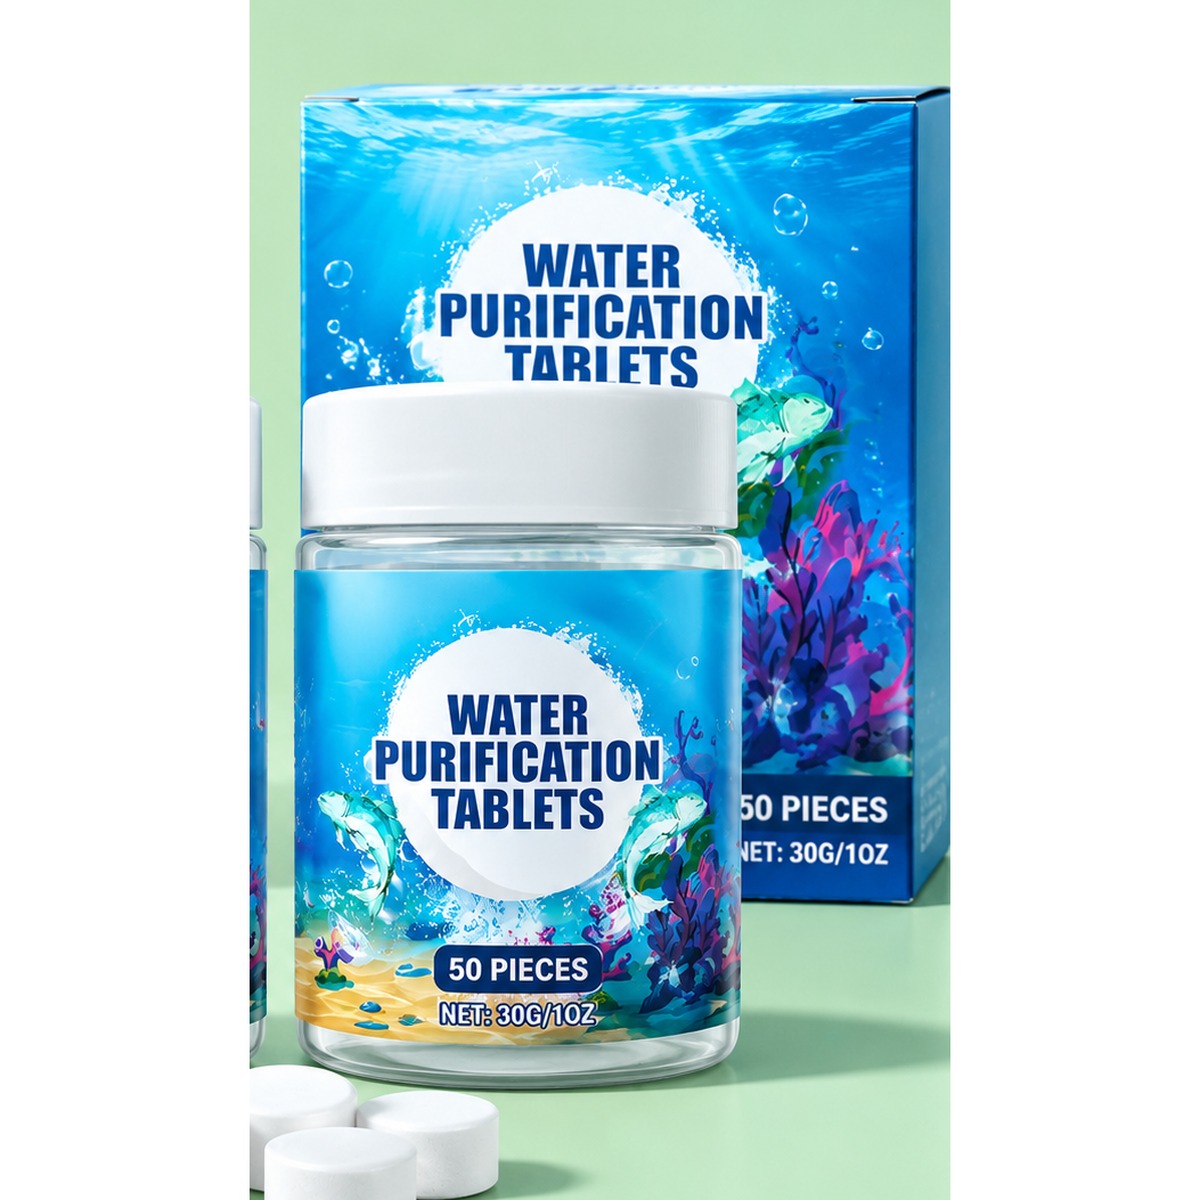 WATER
PURIFICATION
TABLETS
50 PIECES
NET: 30G/1OZ
WATER
PURIFICATION
TABLETS
50 PIECES
NET: 30G/1OZ